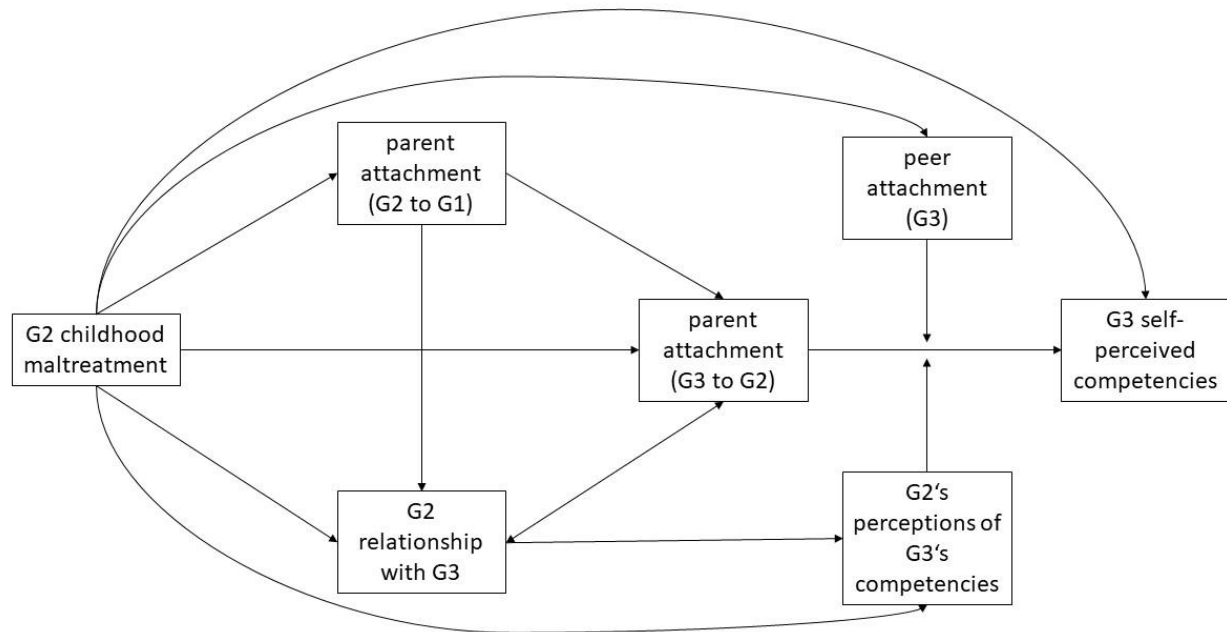 parent
attachment
(G2 to G1)
peer
attachment
(G3)
G2 childhood
maltreatment
parent
attachment
(G3 to G2)
G3 self-
perceived
competencies
G2
relationship
with G3
G2‘s
perceptions of
G3‘s
competencies